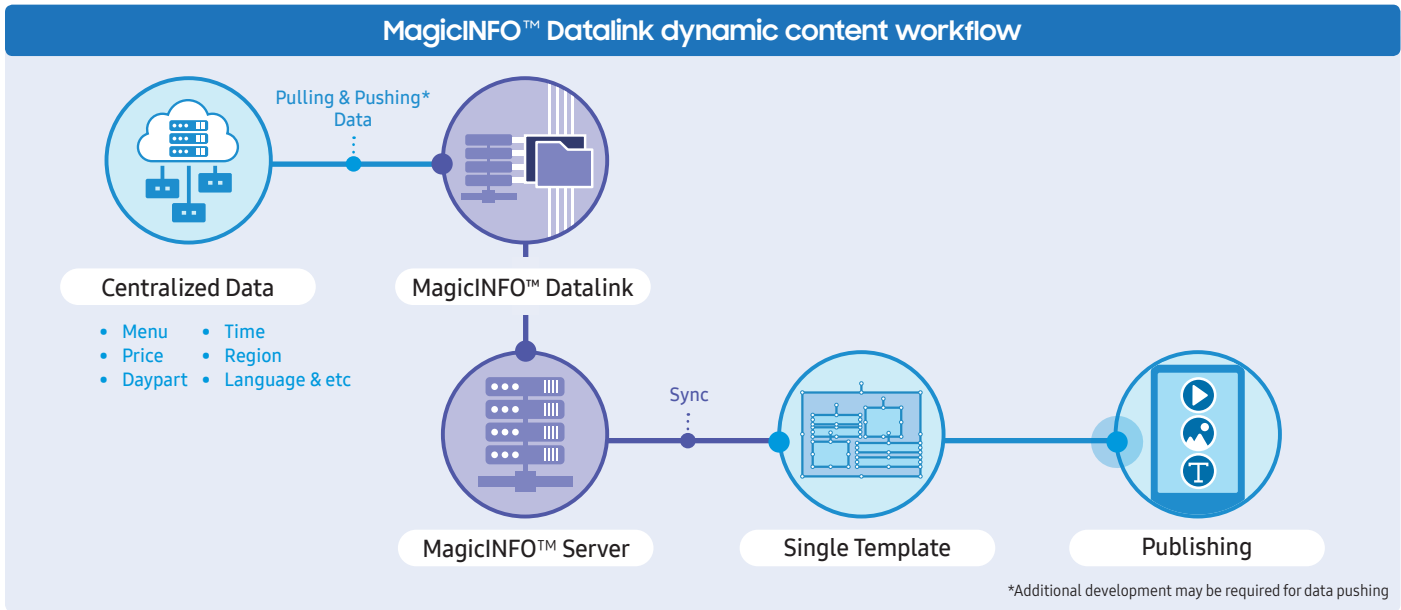 MagicINFO™ Datalink dynamic content workflow
Pulling & Pushing*
Data
Centralized Data
MagicINFO™ Datalink
• Menu
• Price
• Daypart
• Time
• Region
• Language & etc
Sync
T
MagicINFO™ Server
Single Template
Publishing
*Additional development may be required for data pushing